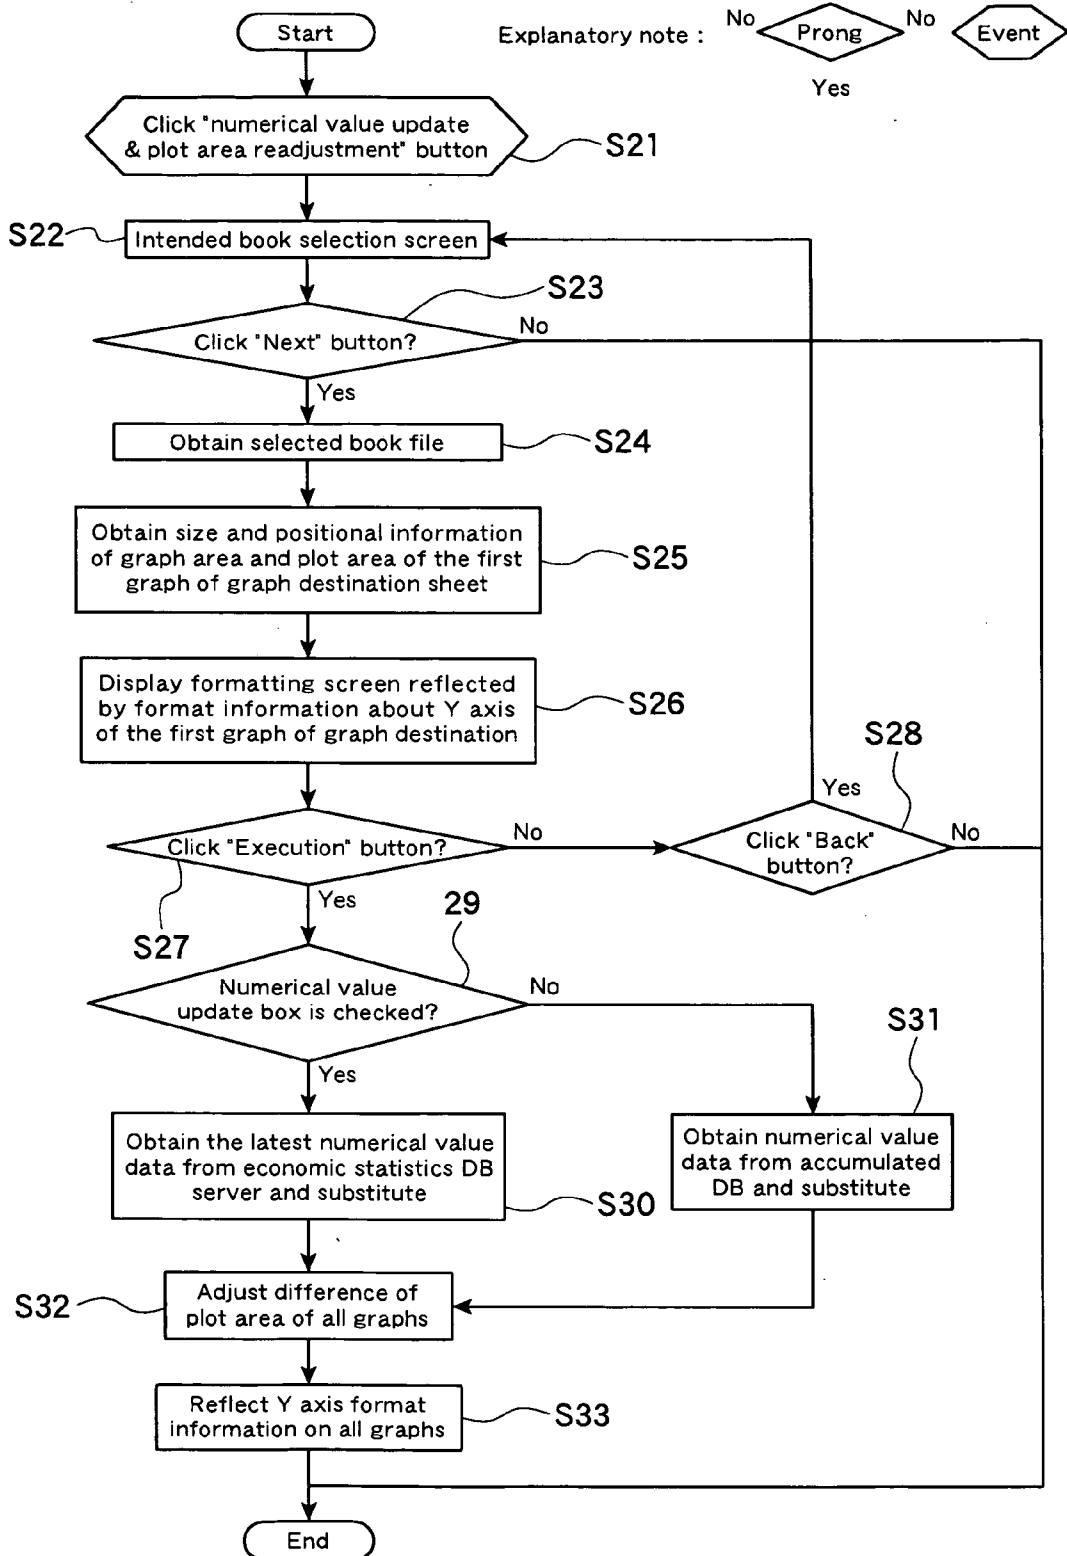 Start
Explanatory note :
No
Prong
No
Event
Yes
Click "numerical value update
& plot area readjustment" button
S21
S22
Intended book selection screen
S23
Click "Next" button?
No
Yes
Obtain selected book file
S24
Obtain size and positional information
of graph area and plot area of the first
graph of graph destination sheet
S25
Display formatting screen reflected
by format information about Y axis
of the first graph of graph destination
S26
S28
Yes
Click "Execution" button?
No
Click "Back"
button?
No
Yes
S27
29
Numerical value
update box is checked?
No
Yes
S31
Obtain the latest numerical value
data from economic statistics DB
server and substitute
S30
Obtain numerical value
data from accumulated
DB and substitute
S32
Adjust difference of
plot area of all graphs
Reflect Y axis format
information on all graphs
S33
End